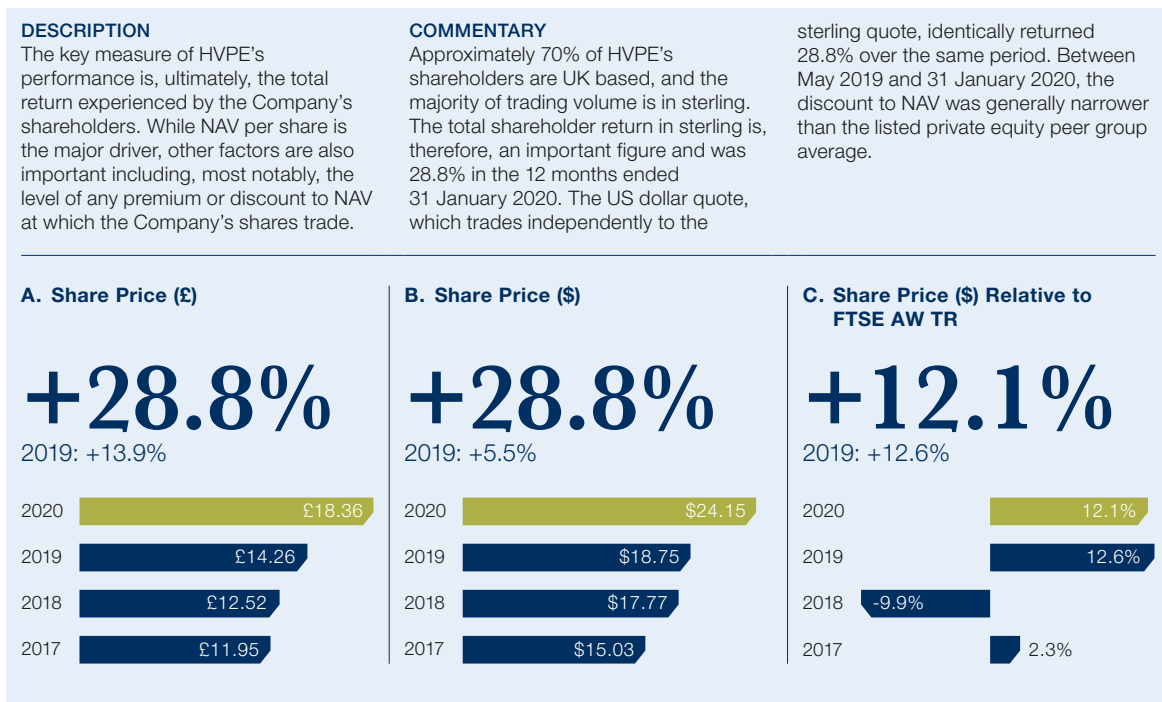 DESCRIPTION
The key measure of HVPE’s
performance is, ultimately, the total
return experienced by the Company’s
shareholders. While NAV per share is
the major driver, other factors are also
important including, most notably, the
level of any premium or discount to NAV
at which the Company’s shares trade.
COMMENTARY
Approximately 70% of HVPE’s
shareholders are UK based, and the
majority of trading volume is in sterling.
The total shareholder return in sterling is,
therefore, an important figure and was
28.8% in the 12 months ended
31 January 2020. The US dollar quote,
which trades independently to the
sterling quote, identically returned
28.8% over the same period. Between
May 2019 and 31 January 2020, the
discount to NAV was generally narrower
than the listed private equity peer group
average.
A. Share Price (£)
+28.8%
2019: +13.9%
2020 £18.36
2019 £14.26
2018 £12.52
2017 £11.95
B. Share Price ($)
+28.8%
2019: +5.5%
2020 $24.15
2019 $18.75
2018 $17.77
2017 $15.03
C. Share Price ($) Relative to
FTSE AW TR
+12.1%
2019: +12.6%
2020 12.1%
2019 12.6%
2018 -9.9%
2017 2.3%